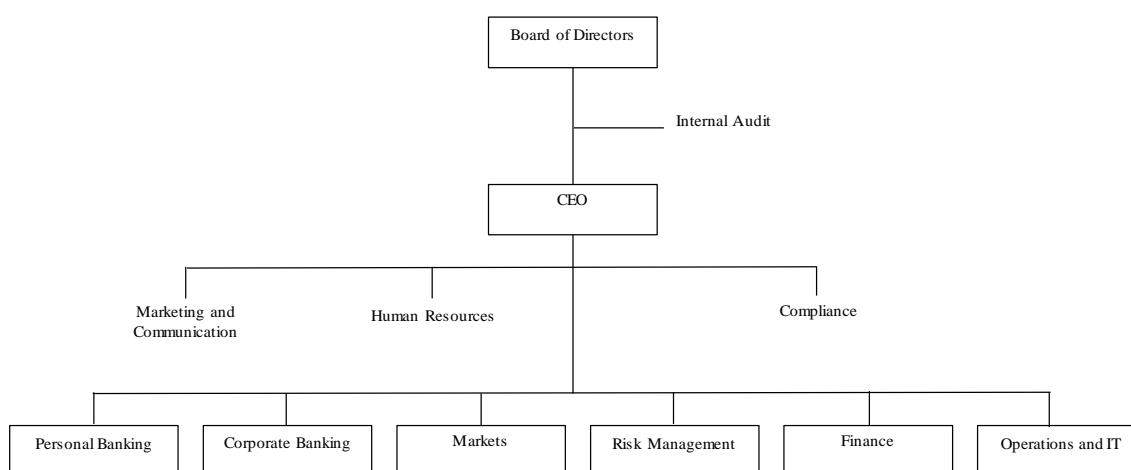 Board of Directors
Internal Audit
CEO
Marketing and
Communication
Human Resources
Compliance
Personal Banking
Corporate Banking
Markets
Risk Management
Finance
Operations and IT